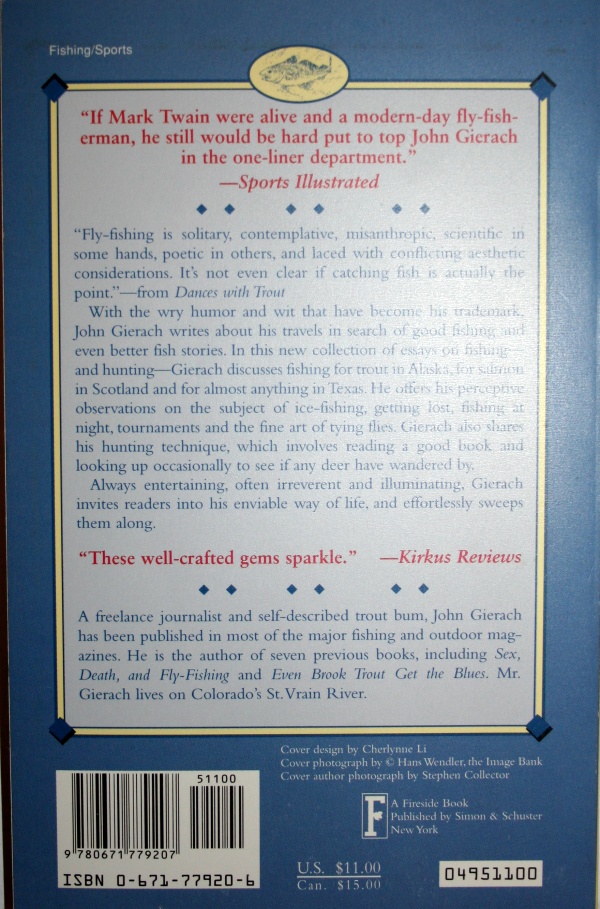 Fishing/Sports
“If Mark Twain were alive and a modern-day fly-fish-
erman, he still would be hard put to top John Gierach
in the one-liner department.”
—Sports Illustrated
“Fly-fishing is solitary, contemplative, misanthropic, scientific in
some hands, poetic in others, and laced with conflicting aesthetic
considerations. It’s not even clear if catching fish is actually the
point.”—from Dances with Trout
With the wry humor and wit that have become his trademark,
John Gierach writes about his travels in search of good fishing and
even better fish stories. In this new collection of essays on fishing—
and hunting—Gierach discusses fishing for trout in Alaska, for salmon
in Scotland and for almost anything in Texas. He offers his perceptive
observations on the subject of ice-fishing, getting lost, fishing at
night, tournaments and the fine art of tying flies. Gierach also shares
his hunting technique, which involves reading a good book and
looking up occasionally to see if any deer have wandered by.
Always entertaining, often irreverent and illuminating, Gierach
invites readers into his enviable way of life, and effortlessly sweeps
them along.
“These well-crafted gems sparkle.” —Kirkus Reviews
A freelance journalist and self-described trout bum, John Gierach
has been published in most of the major fishing and outdoor mag-
azines. He is the author of seven previous books, including Sex,
Death, and Fly-Fishing and Even Brook Trout Get the Blues. Mr.
Gierach lives on Colorado’s St. Vrain River.
Cover design by Cherlynne Li
Cover photograph by © Hans Wendler, the Image Bank
Cover author photograph by Stephen Collector
F
A Fireside Book
Published by Simon & Schuster
New York
51100
9 780671 779207
ISBN 0-671-77920-6
U.S. $11.00
Can. $15.00
04951100